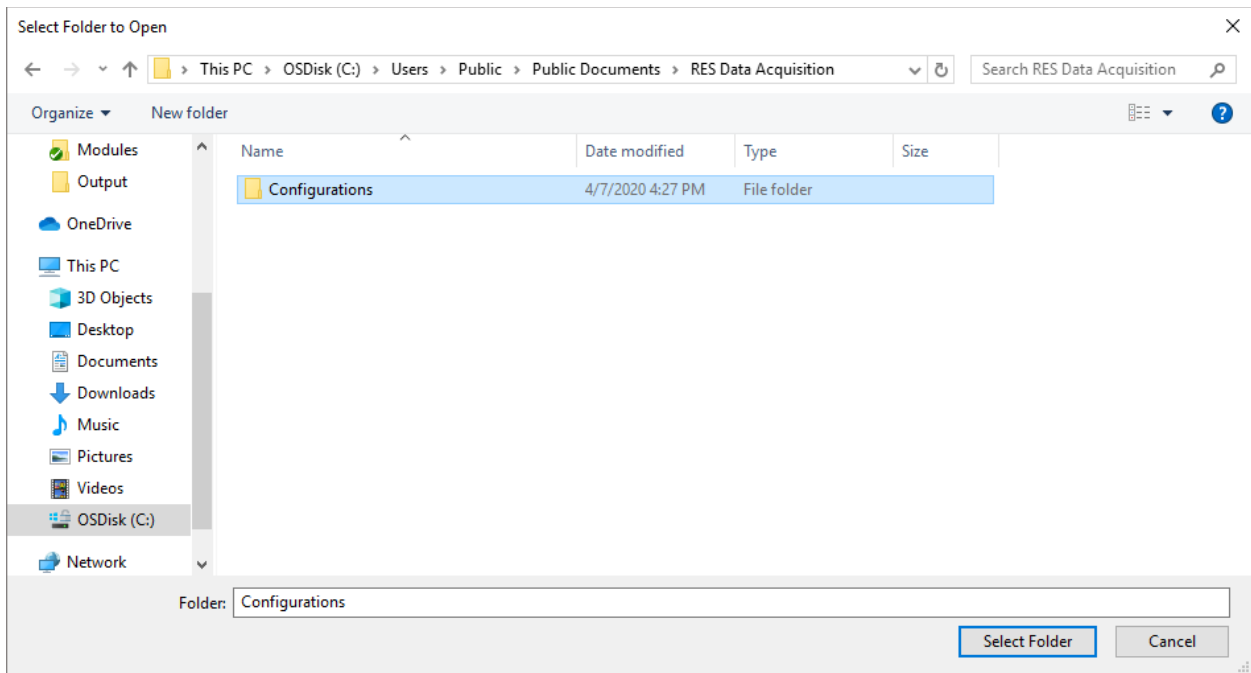 Select Folder to Open
This PC > OSDisk (C:) > Users > Public > Public Documents > RES Data Acquisition
Search RES Data Acquisition
Organize
New folder
Modules
Output
OneDrive
This PC
3D Objects
Desktop
Documents
Downloads
Music
Pictures
Videos
OSDisk (C:)
Network
Name Date modified Type Size
Configurations 4/7/2020 4:27 PM File folder
Folder: Configurations
Select Folder Cancel